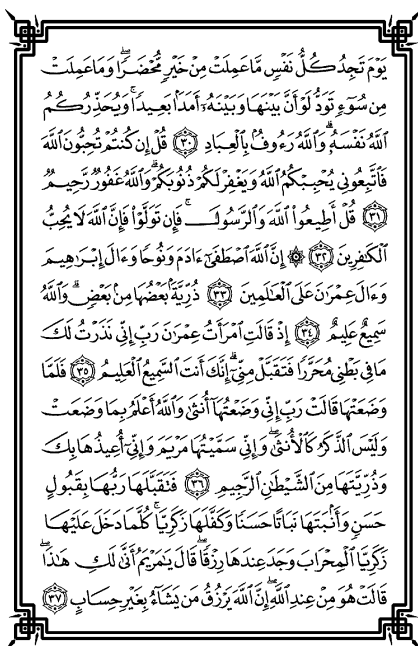 يَوْمَ تَجِدُ كُلُّ نَفْسٍ مَّا عَمِلَتْ مِنْ خَيْرٍ مُّحْضَرًا وَمَا عَمِلَتْ
مِن سُوٓءٍ تَوَدُّ لَوْ أَنَّ بَيْنَهَا وَبَيْنَهُۥٓ أَمَدَۢا بَعِيدًا ۗ وَيُحَذِّرُكُمُ
ٱللَّهُ نَفْسَهُۥ ۗ وَٱللَّهُ رَءُوفُۢ بِٱلْعِبَادِ ٣٠ قُلْ إِن كُنتُمْ تُحِبُّونَ ٱللَّهَ
فَٱتَّبِعُونِى يُحْبِبْكُمُ ٱللَّهُ وَيَغْفِرْ لَكُمْ ذُنُوبَكُمْ ۗ وَٱللَّهُ غَفُورٌ رَّحِيمٌ
٣١ قُلْ أَطِيعُوا۟ ٱللَّهَ وَٱلرَّسُولَ ۖ فَإِن تَوَلَّوْا۟ فَإِنَّ ٱللَّهَ لَا يُحِبُّ
ٱلْكَٰفِرِينَ ٣٢ ۞ إِنَّ ٱللَّهَ ٱصْطَفَىٰٓ ءَادَمَ وَنُوحًا وَءَالَ إِبْرَٰهِيمَ
وَءَالَ عِمْرَٰنَ عَلَى ٱلْعَٰلَمِينَ ٣٣ ذُرِّيَّةَۢ بَعْضُهَا مِنۢ بَعْضٍ ۗ وَٱللَّهُ
سَمِيعٌ عَلِيمٌ ٣٤ إِذْ قَالَتِ ٱمْرَأَتُ عِمْرَٰنَ رَبِّ إِنِّى نَذَرْتُ لَكَ
مَا فِى بَطْنِى مُحَرَّرًا فَتَقَبَّلْ مِنِّىٓ ۖ إِنَّكَ أَنتَ ٱلسَّمِيعُ ٱلْعَلِيمُ ٣٥ فَلَمَّا
وَضَعَتْهَا قَالَتْ رَبِّ إِنِّى وَضَعْتُهَآ أُنثَىٰ وَٱللَّهُ أَعْلَمُ بِمَا وَضَعَتْ
وَلَيْسَ ٱلذَّكَرُ كَٱلْأُنثَىٰ ۖ وَإِنِّى سَمَّيْتُهَا مَرْيَمَ وَإِنِّىٓ أُعِيذُهَا بِكَ
وَذُرِّيَّتَهَا مِنَ ٱلشَّيْطَٰنِ ٱلرَّجِيمِ ٣٦ فَتَقَبَّلَهَا رَبُّهَا بِقَبُولٍ
حَسَنٍ وَأَنۢبَتَهَا نَبَاتًا حَسَنًا وَكَفَّلَهَا زَكَرِيَّا ۖ كُلَّمَا دَخَلَ عَلَيْهَا
زَكَرِيَّا ٱلْمِحْرَابَ وَجَدَ عِندَهَا رِزْقًا ۖ قَالَ يَٰمَرْيَمُ أَنَّىٰ لَكِ هَٰذَا ۖ
قَالَتْ هُوَ مِنْ عِندِ ٱللَّهِ ۖ إِنَّ ٱللَّهَ يَرْزُقُ مَن يَشَآءُ بِغَيْرِ حِسَابٍ ٣٧